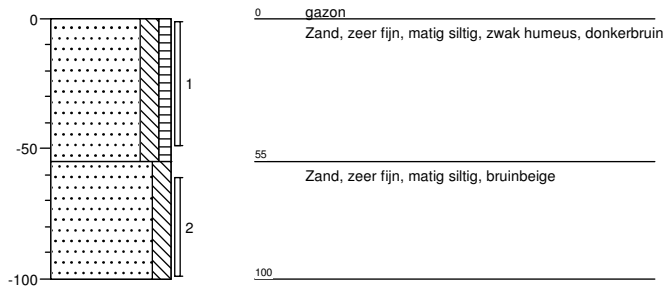 0
-50
-100
1
2
0
gazon
Zand, zeer fijn, matig siltig, zwak humeus, donkerbruin
55
Zand, zeer fijn, matig siltig, bruinbeige
100